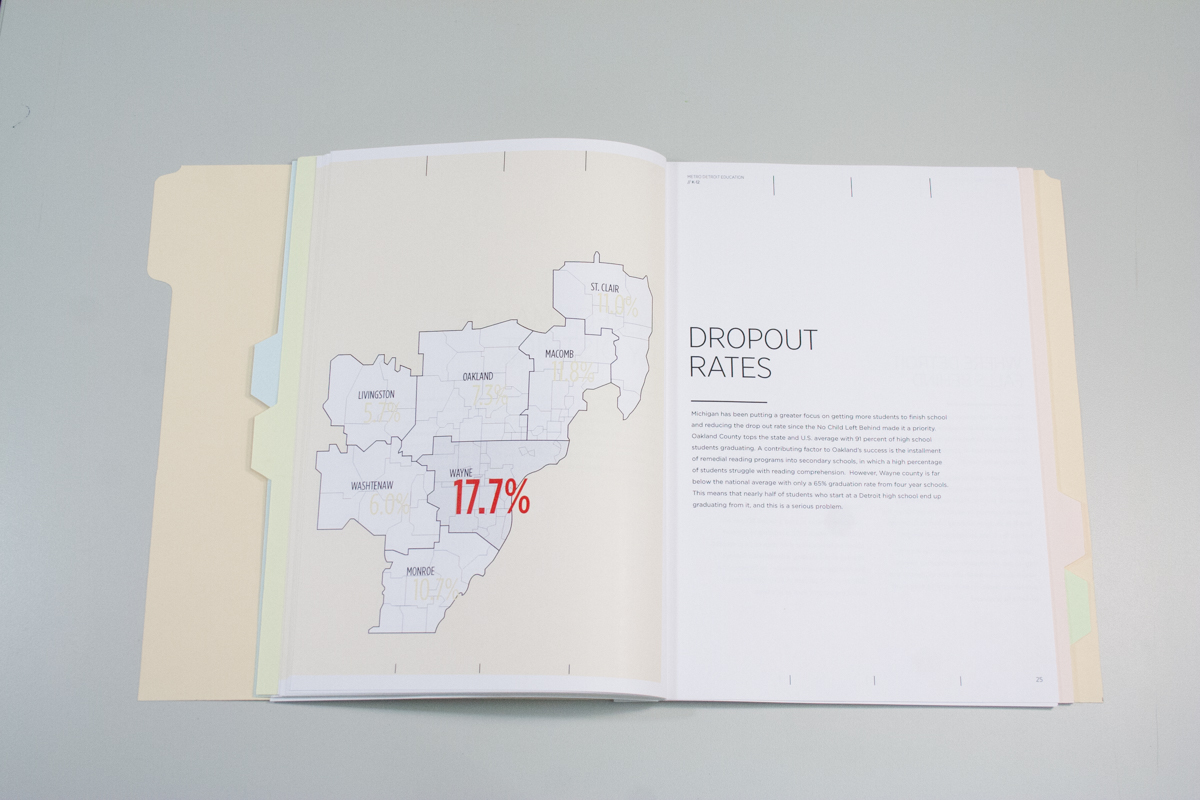 ST. CLAIR
MACOMB
OAKLAND
7.3%
LIVINGSTON
5.7%
WAYNE
17.7%
WASHTENAW
6.0%
MONROE
10.7%
METRO DETROIT EDUCATION
DROPOUT
RATES
Michigan has been putting a greater focus on getting more students to finish school
and reducing the drop out rate since the No Child Left Behind made it a priority.
Oakland County tops the state and U.S. average with 91 percent of high school
students graduating. A contributing factor to Oakland's success is the installment
of remedial reading programs into secondary schools, in which a high percentage
of students struggle with reading comprehension. However, Wayne county is far
below the national average with only a 65% graduation rate from four year schools.
This means that nearly half of students who start at a Detroit high school end up
graduating from it, and this is a serious problem.
25